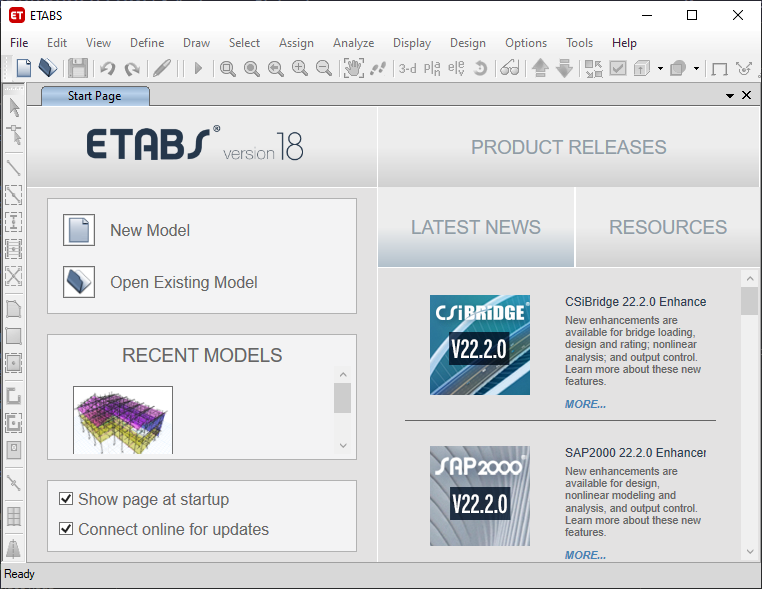 ETABS
File Edit View Define Draw Select Assign Analyze Display Design Options Tools Help
3-d Pla̲n ele̲v
Start Page
ETABS® version 18
New Model
Open Existing Model
RECENT MODELS
Show page at startup
Connect online for updates
PRODUCT RELEASES
LATEST NEWS
RESOURCES
CSiBRIDGE®
V22.2.0
CSiBridge 22.2.0 Enhance
New enhancements are
available for bridge loading,
design and rating; nonlinear
analysis; and output control.
Learn more about these new
features.
MORE...
SAP2000®
V22.2.0
SAP2000 22.2.0 Enhancer
New enhancements are
available for design,
nonlinear modeling and
analysis, and output control.
Learn more about these new
features.
MORE...
Ready